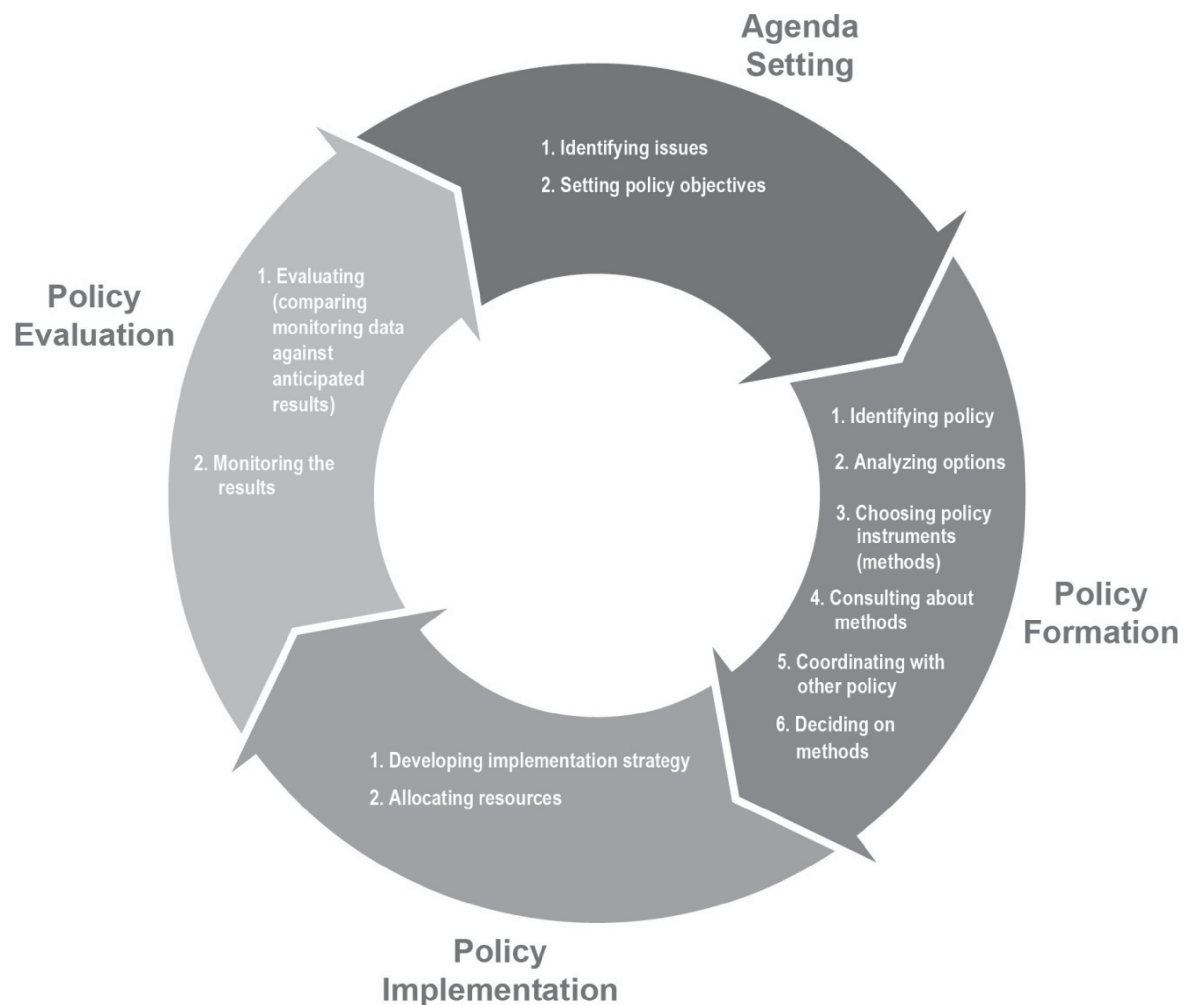 Agenda
Setting
1. Identifying issues
2. Setting policy objectives
Policy
Formation
1. Identifying policy
2. Analyzing options
3. Choosing policy
instruments
(methods)
4. Consulting about
methods
5. Coordinating with
other policy
6. Deciding on
methods
Policy
Implementation
1. Developing implementation strategy
2. Allocating resources
Policy
Evaluation
1. Evaluating
(comparing
monitoring data
against
anticipated
results)
2. Monitoring the
results